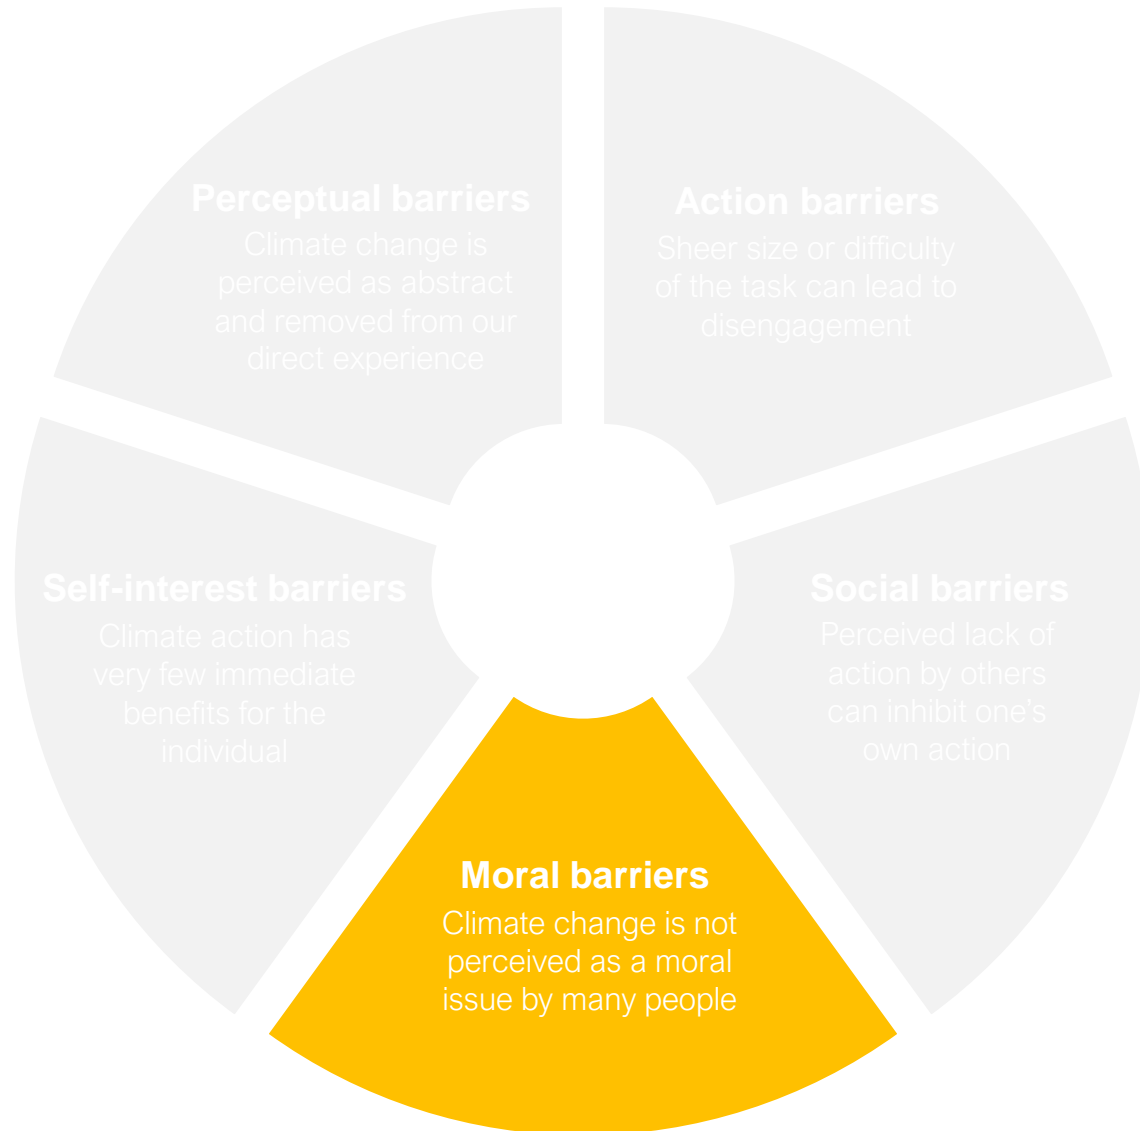 Perceptual barriers
Climate change is
perceived as abstract
and removed from our
direct experience
Action barriers
Sheer size or difficulty
of the task can lead to
disengagement
Self-interest barriers
Climate action has
very few immediate
benefits for the
individual
Social barriers
Perceived lack of
action by others
can inhibit one's
own action
Moral barriers
Climate change is not
perceived as a moral
issue by many people